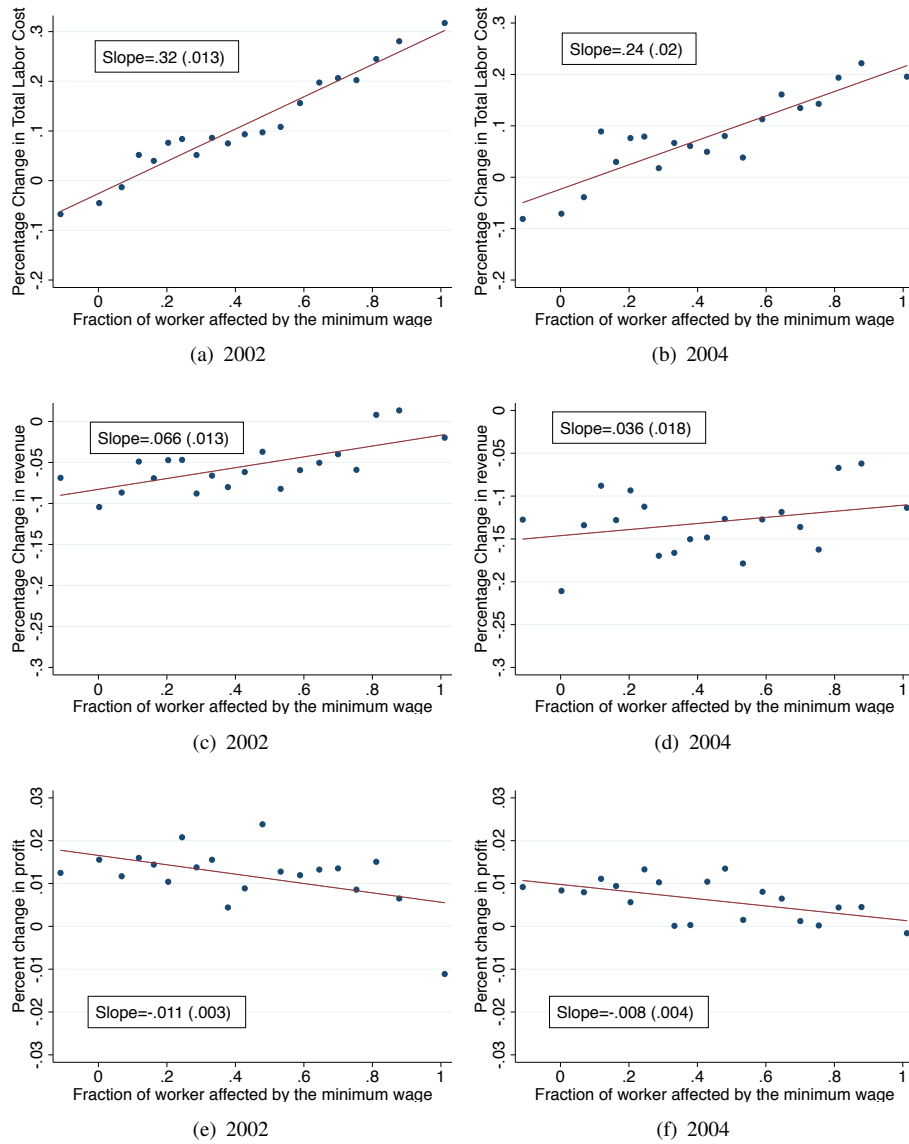 Percentage Change in Total Labor Cost
.3
.2
.1
0
-.1
-.2
Slope=.32 (.013)
0 .2 .4 .6 .8 1
Fraction of worker affected by the minimum wage
(a) 2002
Percentage Change in Total Labor Cost
.3
.2
.1
0
-.1
-.2
Slope=.24 (.02)
0 .2 .4 .6 .8 1
Fraction of worker affected by the minimum wage
(b) 2004
Percentage Change in revenue
0
-.05
-.1
-.15
-.2
-.25
-.3
Slope=.066 (.013)
0 .2 .4 .6 .8 1
Fraction of worker affected by the minimum wage
(c) 2002
Percentage Change in revenue
0
-.05
-.1
-.15
-.2
-.25
-.3
Slope=.036 (.018)
0 .2 .4 .6 .8 1
Fraction of worker affected by the minimum wage
(d) 2004
Percent change in profit
.03
.02
.01
0
-.01
-.02
-.03
Slope=-.011 (.003)
0 .2 .4 .6 .8 1
Fraction of worker affected by the minimum wage
(e) 2002
Percent change in profit
.03
.02
.01
0
-.01
-.02
-.03
Slope=-.008 (.004)
0 .2 .4 .6 .8 1
Fraction of worker affected by the minimum wage
(f) 2004